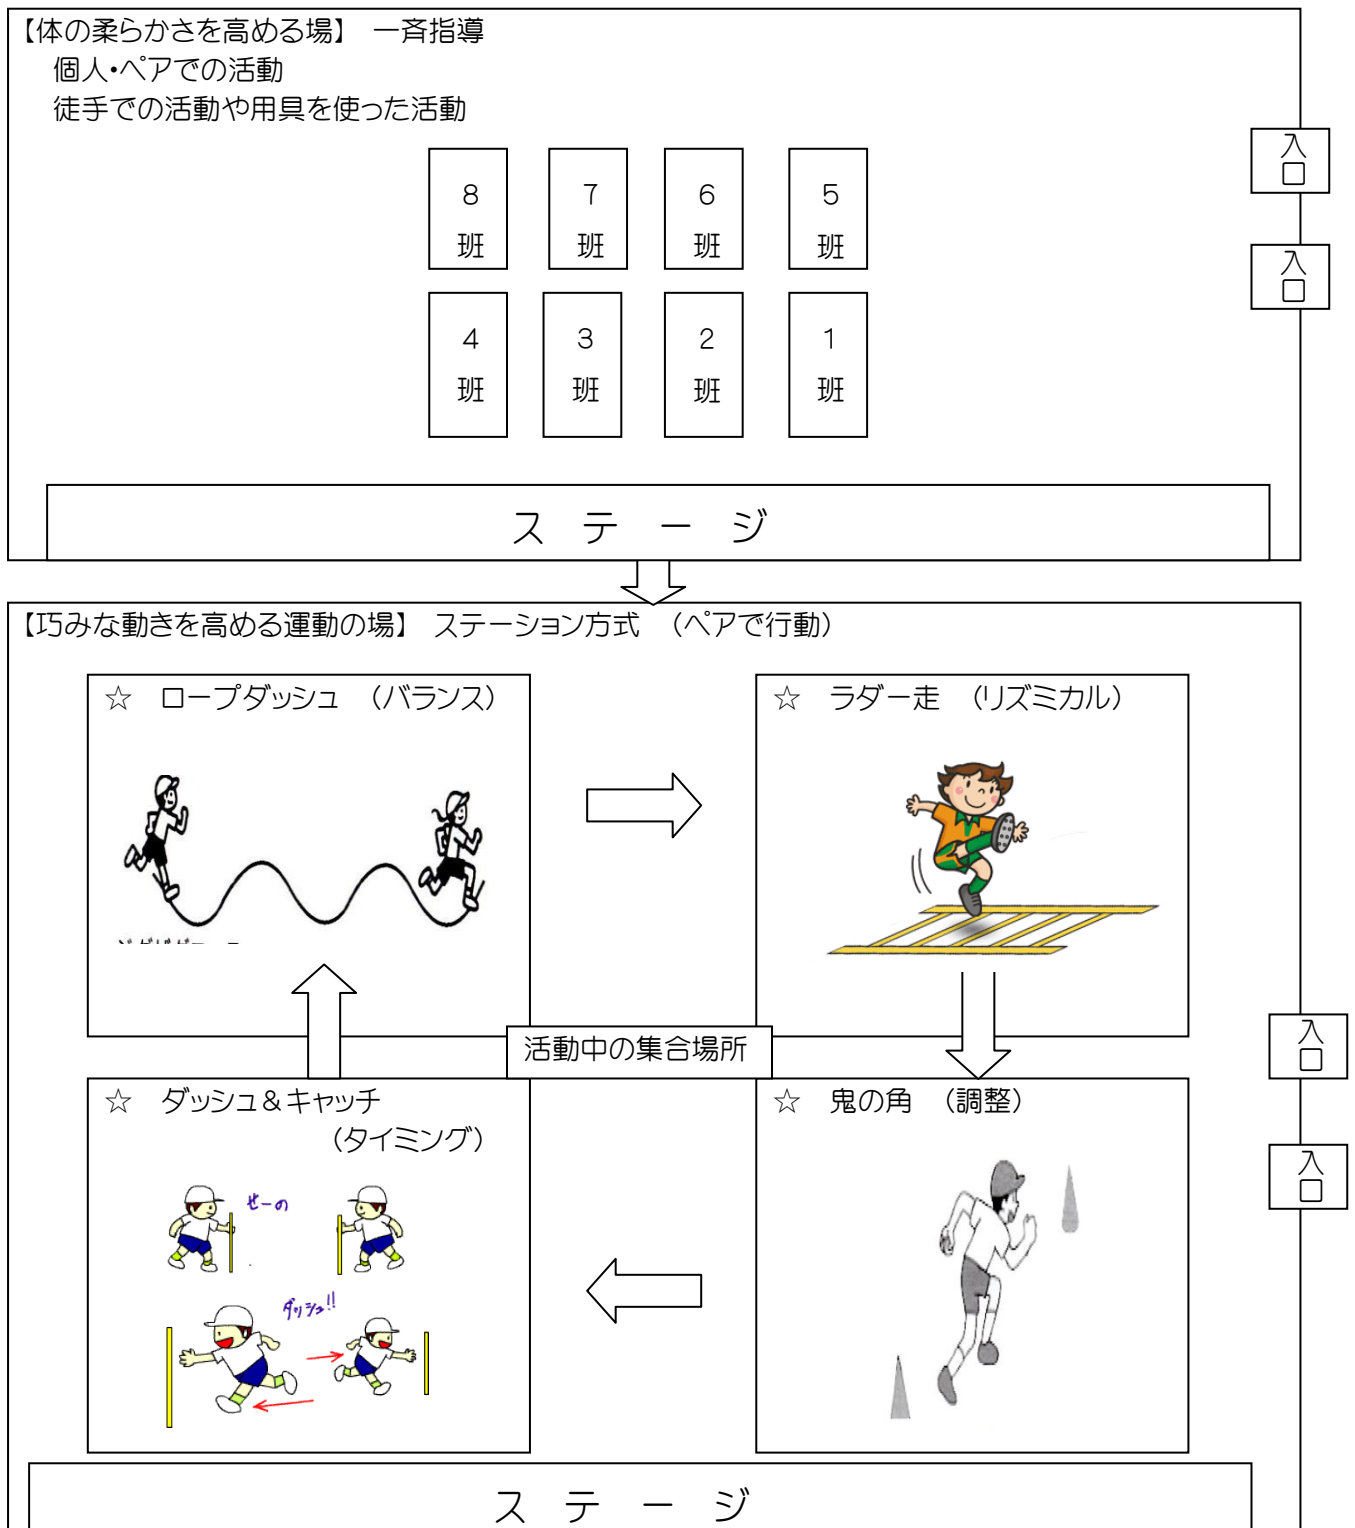 【体の柔らかさを高める場】　一斉指導
個人・ペアでの活動
徒手での活動や用具を使った活動
8班
7班
6班
5班
入口
入口
4班
3班
2班
1班
ステージ
【巧みな動きを高める運動の場】　ステーション方式　（ペアで行動）
☆　ロープダッシュ　（バランス）
☆　ラダー走　（リズミカル）
活動中の集合場所
入口
入口
☆　ダッシュ＆キャッチ
（タイミング）
せーの
ダッシュ!!
☆　鬼の角　（調整）
ステージ